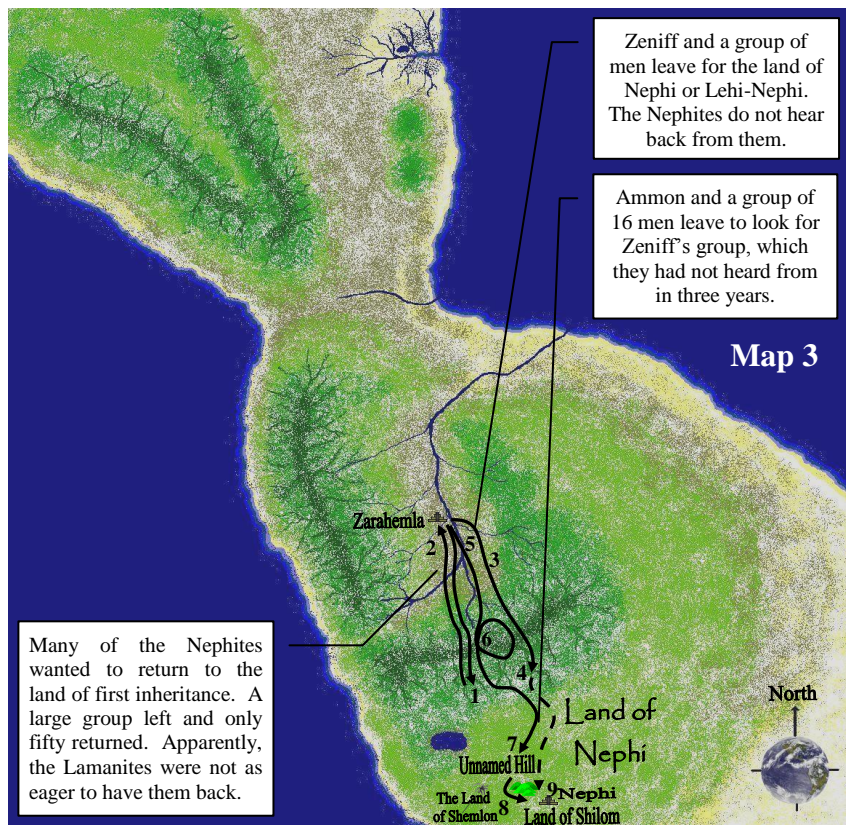 Zeniff and a group of
men leave for the land of
Nephi or Lehi-Nephi.
The Nephites do not hear
back from them.
Ammon and a group of
16 men leave to look for
Zeniff’s group, which
they had not heard from
in three years.
Map 3
Zarahemla
2
5
3
6
4
1
Many of the Nephites
wanted to return to the
land of first inheritance. A
large group left and only
fifty returned. Apparently,
the Lamanites were not as
eager to have them back.
North
Land of
Nephi
7
Unnamed Hill
The Land
of Shemlon
8
9
Nephi
Land of Shilom